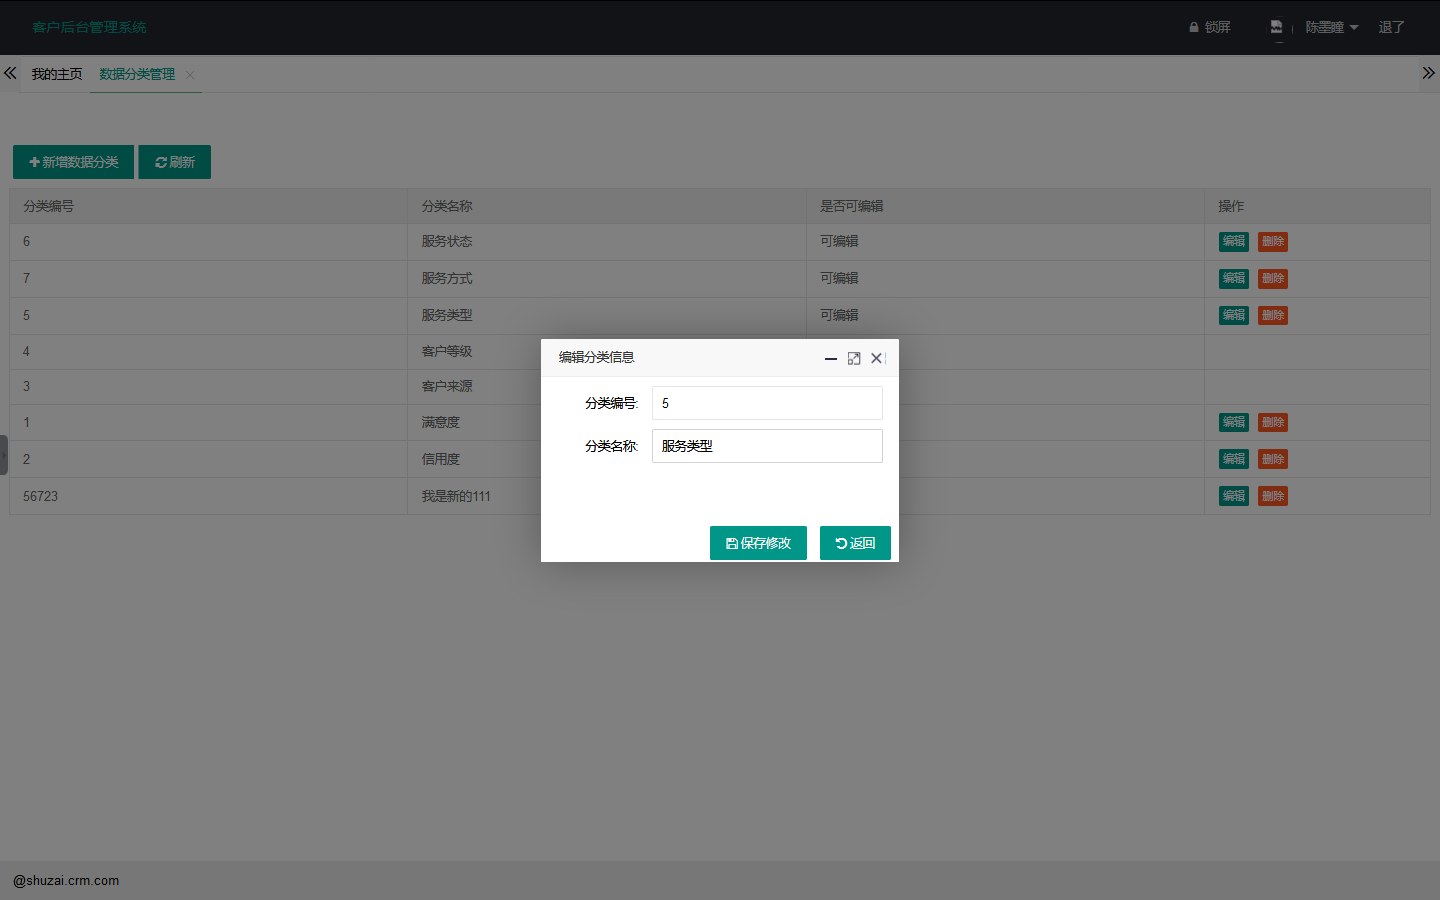 客户后台管理系统 锁屏 陈墨瞳 退了
我的主页 数据分类管理
新增数据分类 刷新
分类编号 分类名称 是否可编辑 操作
6 服务状态 可编辑 编辑 删除
7 服务方式 可编辑 编辑 删除
5 服务类型 可编辑 编辑 删除
4 客户等级
3 客户来源
1 满意度 编辑 删除
2 信用度 编辑 删除
56723 我是新的111 编辑 删除
编辑分类信息
分类编号: 5
分类名称: 服务类型
保存修改 返回
@shuzai.crm.com